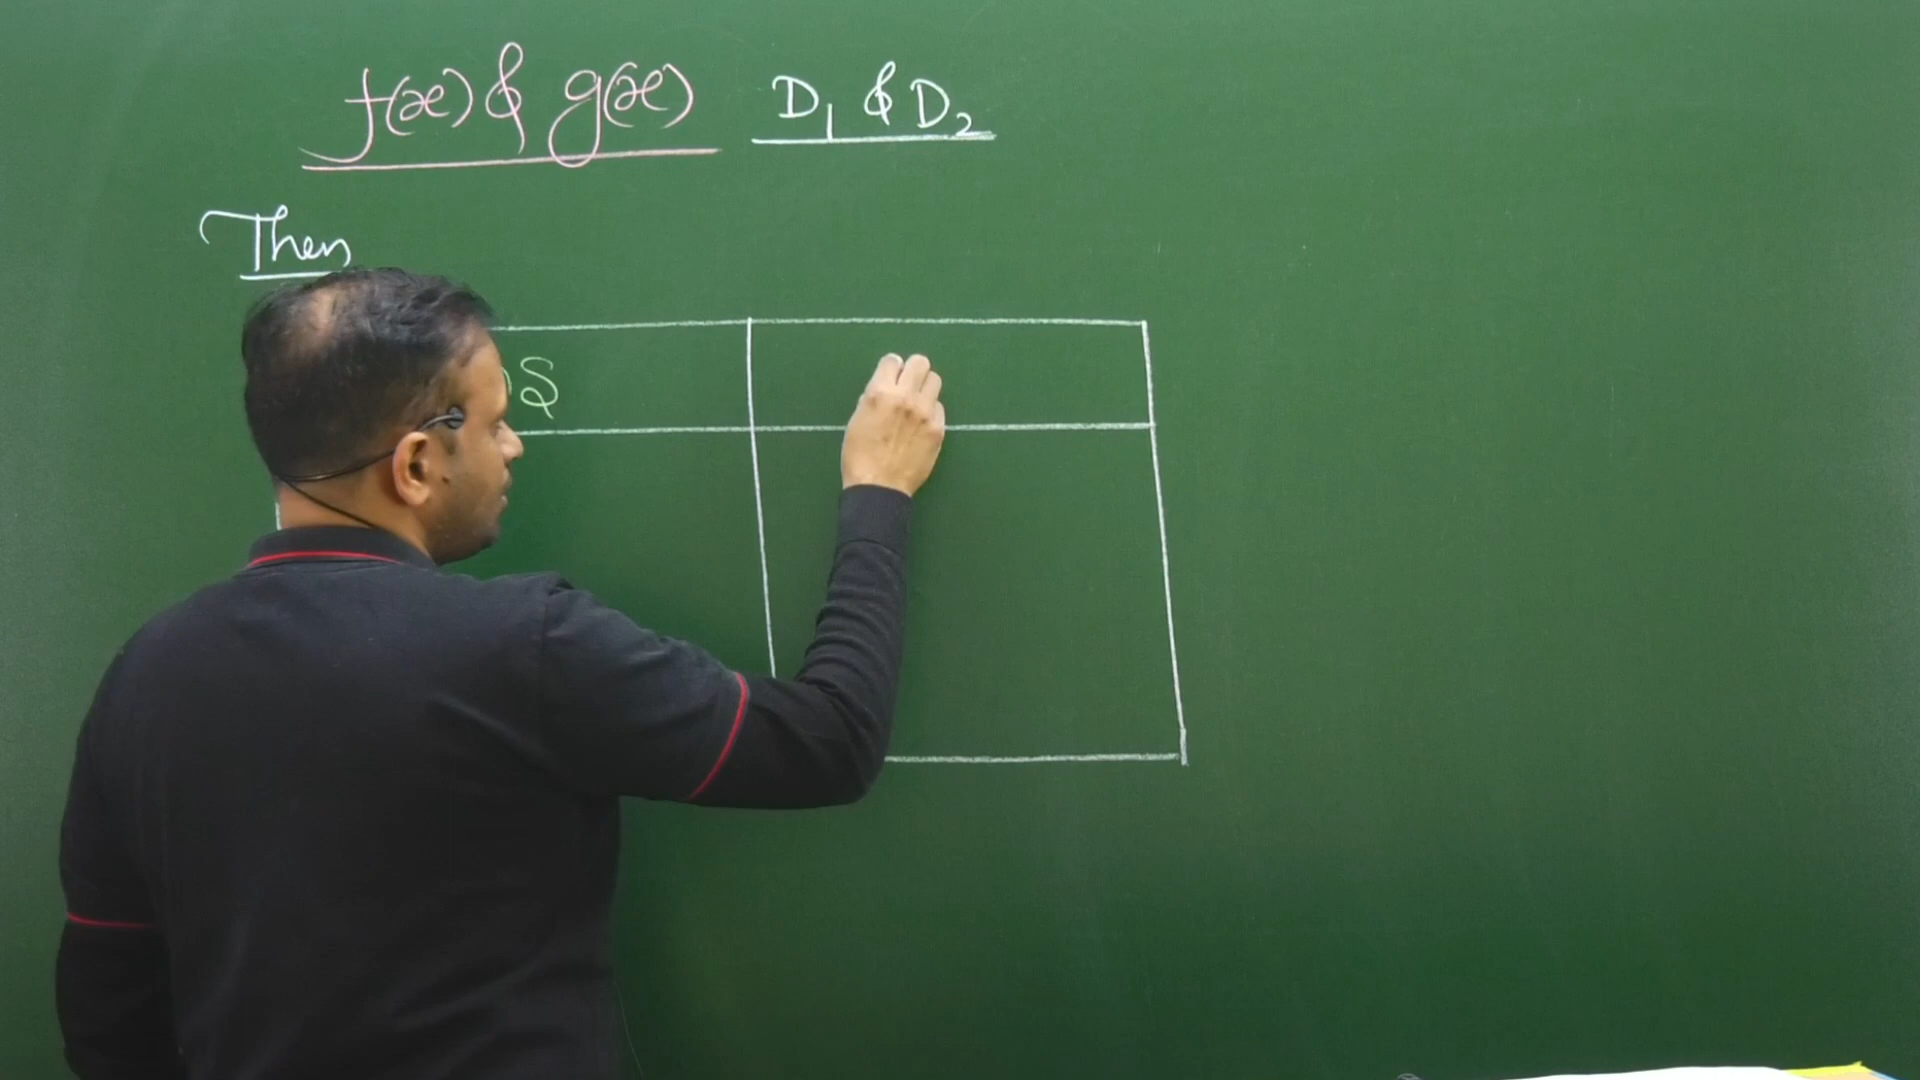 f(x) & g(x) D₁ & D₂
Then